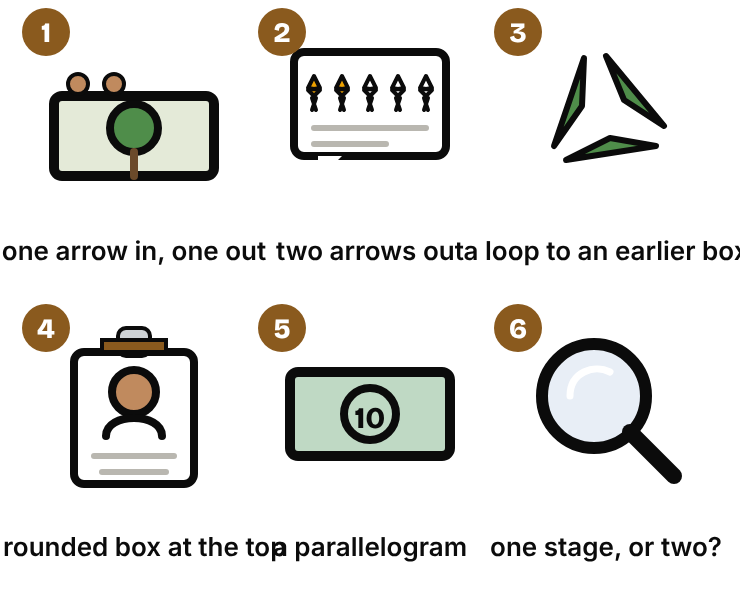 1
2
3
one arrow in, one out
two arrows out
a loop to an earlier box
4
5
10
6
rounded box at the top
a parallelogram
one stage, or two?